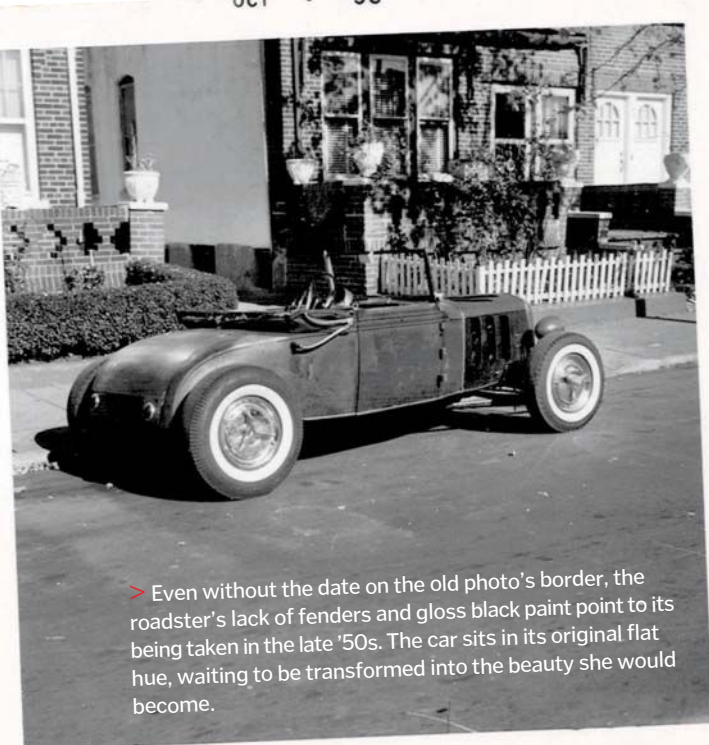 OCT
> Even without the date on the old photo’s border, the
roadster’s lack of fenders and gloss black paint point to its
being taken in the late ’50s. The car sits in its original flat
hue, waiting to be transformed into the beauty she would
become.